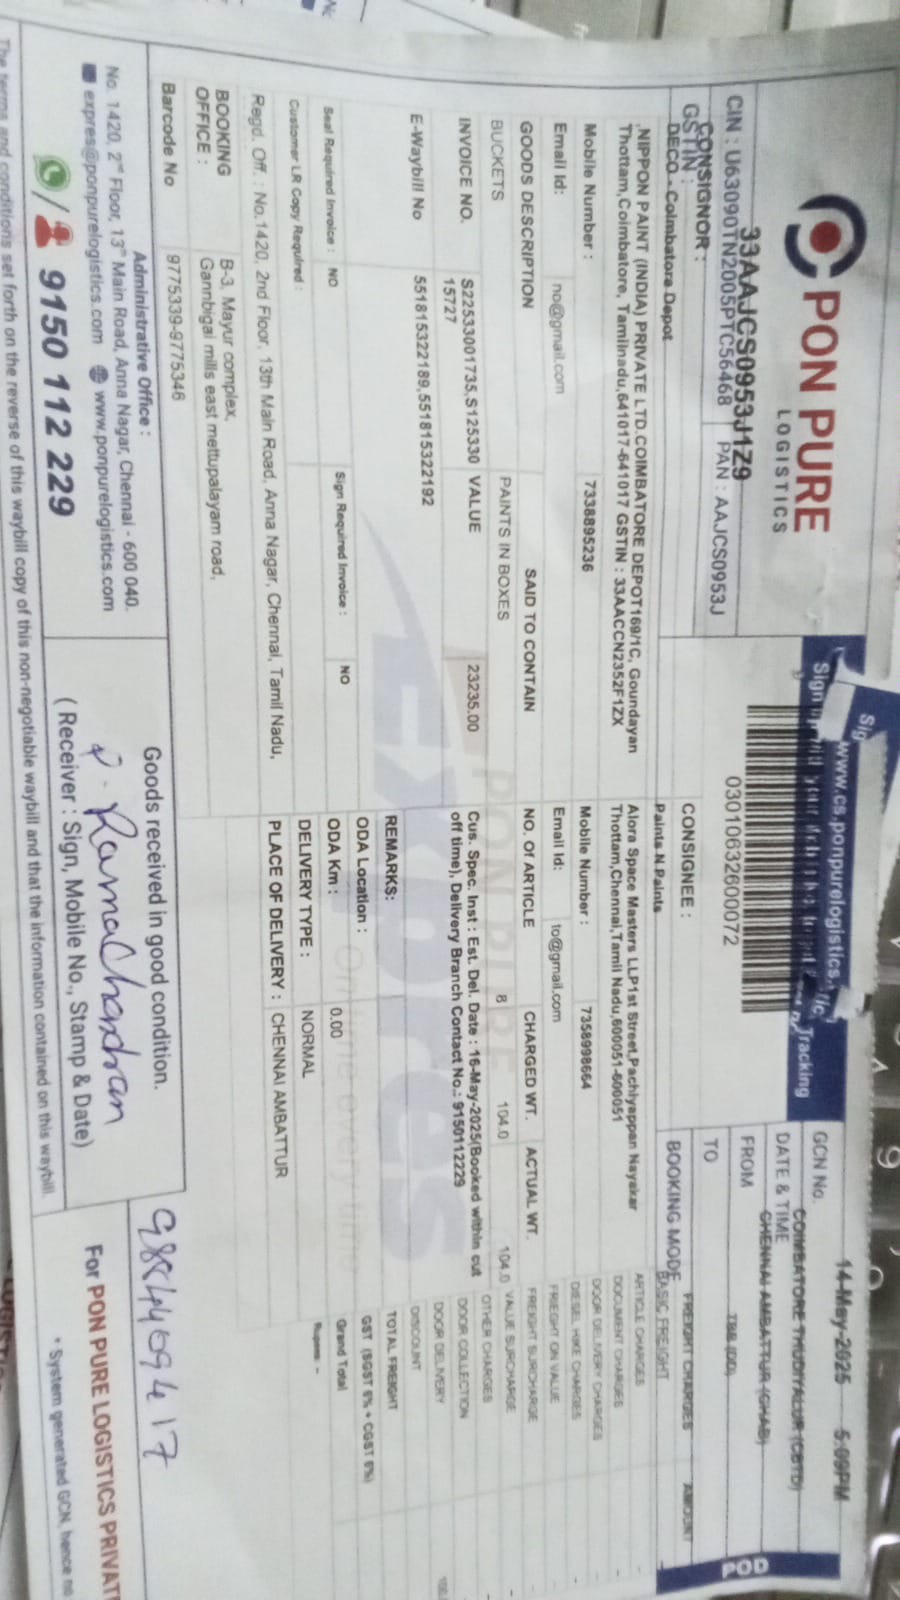 PON PURE
LOGISTICS
33AAJCS0953J1Z9
CIN : U63090TN2005PTC56468 PAN : AAJCS0953J
GSTIN :
CONSIGNOR :
DECO - Coimbatore Depot
,NIPPON PAINT (INDIA) PRIVATE LTD.COIMBATORE DEPOT169/1C, Goundayan
Thottam,Coimbatore, Tamilnadu,641017-641017 GSTIN : 33AACCN2352F1ZX
Mobile Number : 7338895236
Email Id: no@gmail.com
GOODS DESCRIPTION SAID TO CONTAIN
BUCKETS PAINTS IN BOXES
INVOICE NO. S22533001735,S125330 VALUE 23235.00
15727
E-Waybill No 551815322189,551815322192
Seal Required Invoice : NO Sign Required Invoice : NO
Customer LR Copy Required :
Regd. Off. : No.1420, 2nd Floor, 13th Main Road, Anna Nagar, Chennai, Tamil Nadu,
BOOKING
OFFICE :
B-3, Mayur complex,
Gannbigai mills east mettupalayam road,
Barcode No 9775339-9775346
www.cs.ponpurelogistics.
Tracking
0301063260072
CONSIGNEE :
Paints N Paints
Alora Space Masters LLP1st Street,Pachiyappan Nayakar
Thottam,Chennai,Tamil Nadu,600051-600051
Mobile Number : 7358998664
Email Id: to@gmail.com
NO. Of ARTICLE CHARGED WT. ACTUAL WT.
8 104.0 104.0
Cus. Spec. Inst : Est. Del. Date : 16-May-2025(Booked within cut
off time), Delivery Branch Contact No.: 9150112229
REMARKS:
ODA Location :
ODA Km : 0.00
DELIVERY TYPE : NORMAL
PLACE OF DELIVERY : CHENNAI AMBATTUR
PON PURE
Express
On time every time
GCN No.
DATE & TIME 14-May-2025 5:09PM
FROM COIMBATORE THUDIYALUR (CBTD)
TO CHENNAI AMBATTUR (CHAB)
BOOKING MODE
POD
FREIGHT CHARGES AMOUNT
BASIC FREIGHT
ARTICLE CHARGES -
DOCUMENT CHARGES -
DOOR DELIVERY CHARGES -
DIESEL HIKE CHARGES -
FRIEGHT ON VALUE -
FREIGHT SURCHARGE -
VALUE SURCHARGE -
OTHER CHARGES -
DOOR COLLECTION
DOOR DELIVERY
DISCOUNT
TOTAL FREIGHT
GST (SGST 6% + CGST 6%)
Grand Total
Rupees: -
Administrative Office :
No. 1420, 2nd Floor, 13th Main Road, Anna Nagar, Chennai - 600 040.
expres@ponpurelogistics.com www.ponpurelogistics.com
9150 112 229
Goods received in good condition.
Ramachandran
( Receiver : Sign, Mobile No., Stamp & Date)
For PON PURE LOGISTICS PRIVAT
* System generated GCN, hence no
The terms and conditions set forth on the reverse of this waybill copy of this non-negotiable waybill and that the information contained on this waybill.